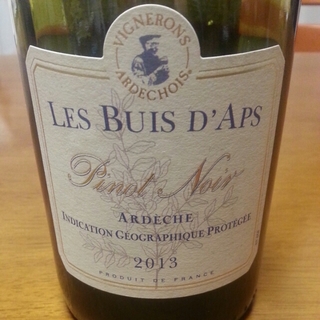 VIGNERONS
ARDECHOIS
LES BUIS D'APS
Pinot Noir
ARDECHE
INDICATION GÉOGRAPHIQUE PROTÉGÉE
2013
PRODUIT DE FRANCE